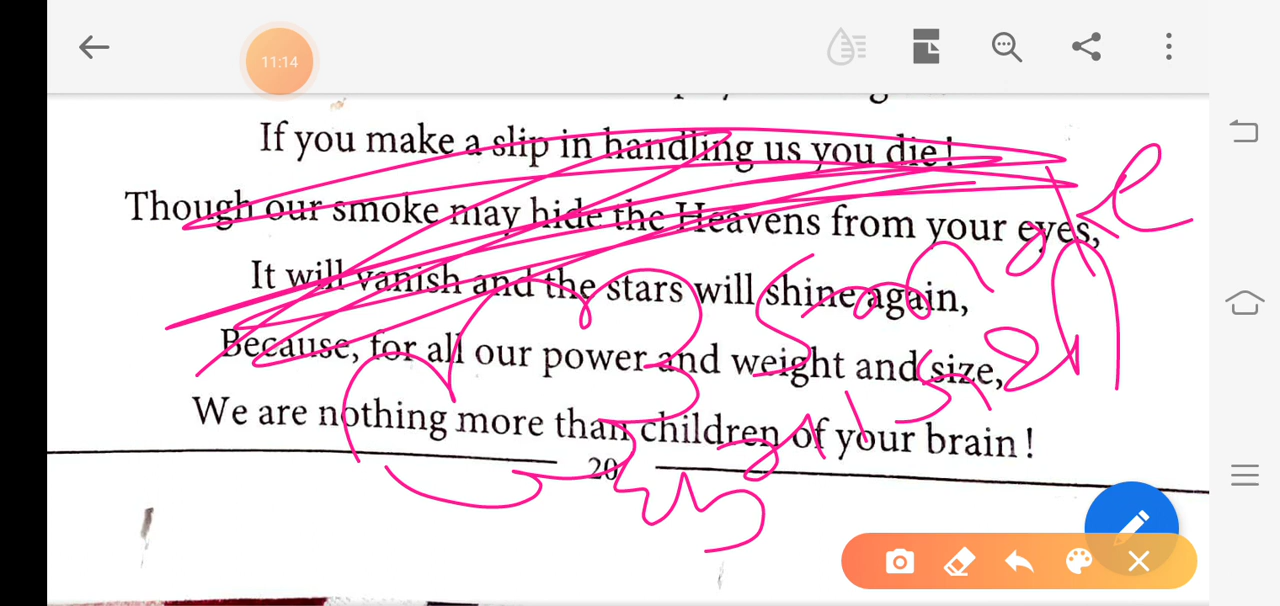 11:14
If you make a slip in handling us you die!
Though our smoke may hide the Heavens from your eyes,
It will vanish and the stars will shine again,
Because, for all our power and weight and size,
We are nothing more than children of your brain!
20